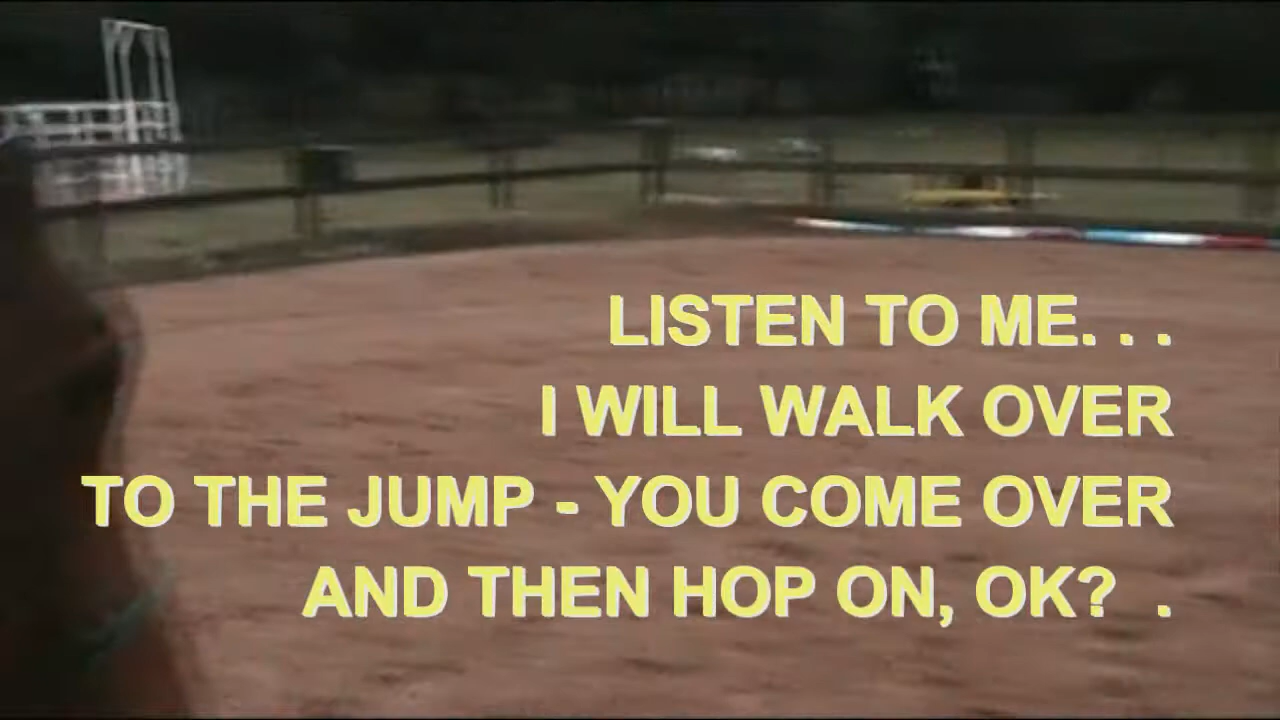 LISTEN TO ME. . .
I WILL WALK OVER
TO THE JUMP - YOU COME OVER
AND THEN HOP ON, OK?  .